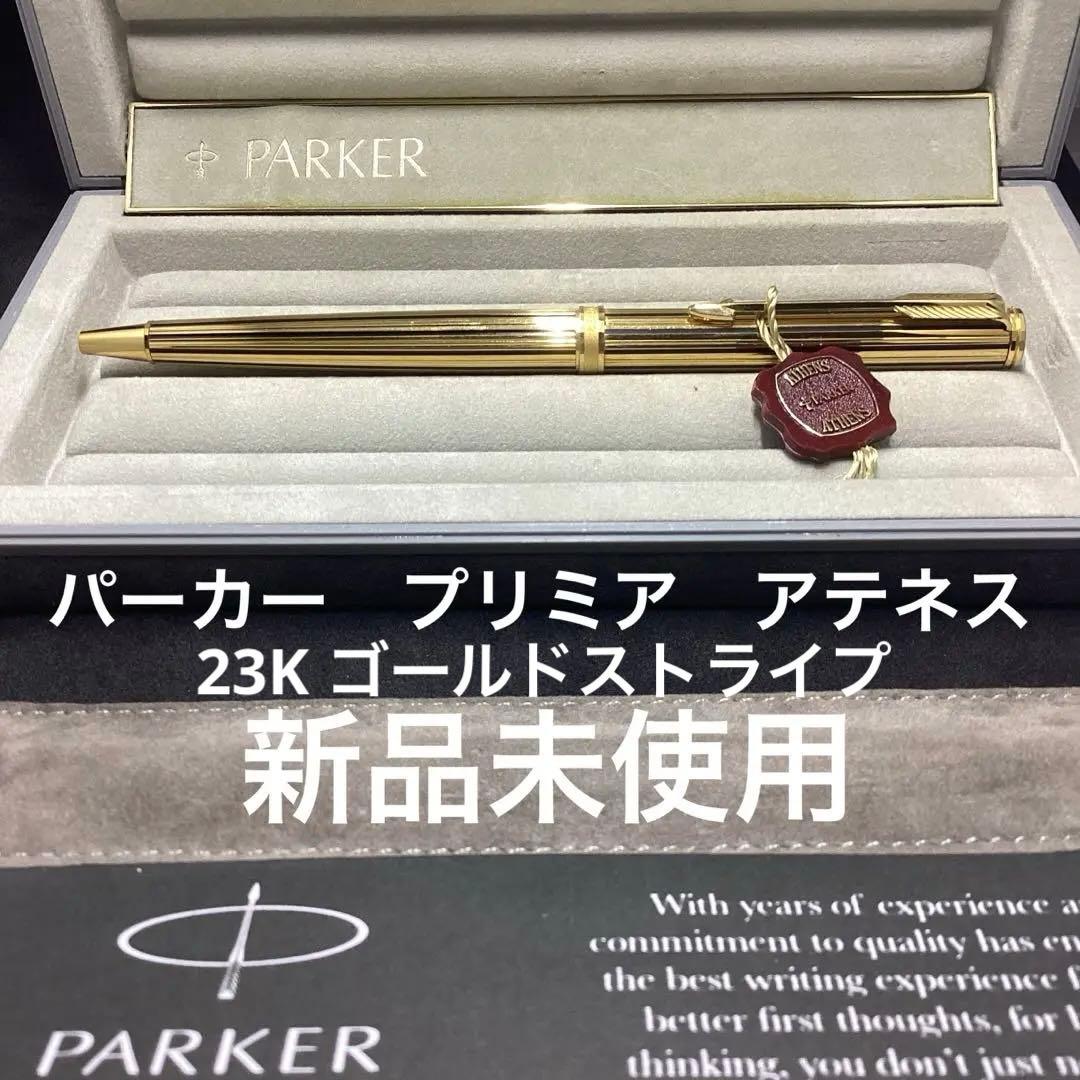 PARKER
ATHENS
PARKER
ATHENS
パーカー　プリミア　アテネス
23K ゴールドストライプ
新品未使用
With years of experience a
commitment to quality has en
the best writing experience f
better first thoughts, for b
thinking, you don't just n
PARKER